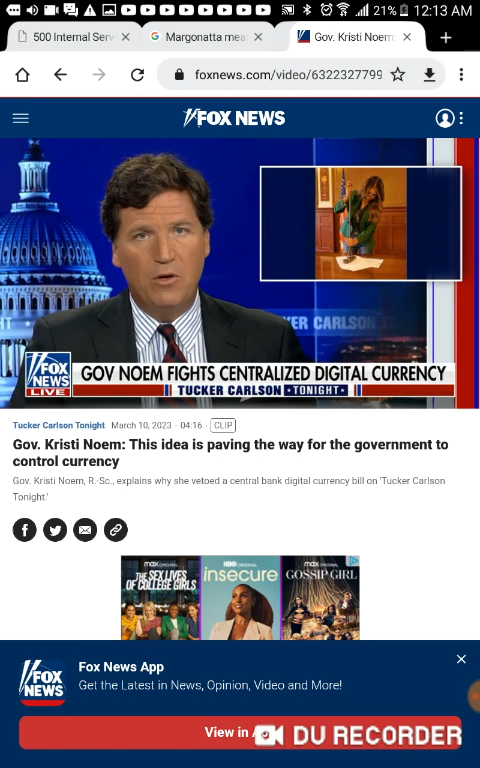 21% 12:13 AM
500 Internal Serv
Margonatta mea
Gov. Kristi Noem
foxnews.com/video/6322327799
FOX NEWS
ER CARLSON
FOX
NEWS
LIVE
GOV NOEM FIGHTS CENTRALIZED DIGITAL CURRENCY
TUCKER CARLSON TONIGHT
Tucker Carlson Tonight March 10, 2023 · 04:16 · CLIP
Gov. Kristi Noem: This idea is paving the way for the government to
control currency
Gov. Kristi Noem, R.-Sc., explains why she vetoed a central bank digital currency bill on 'Tucker Carlson
Tonight.'
max ORIGINAL
THE SEX LIVES
OF COLLEGE GIRLS
HBO ORIGINAL
insecure
max ORIGINAL
GOSSIP GIRL
FOX
NEWS
Fox News App
Get the Latest in News, Opinion, Video and More!
View in
DU RECORDER